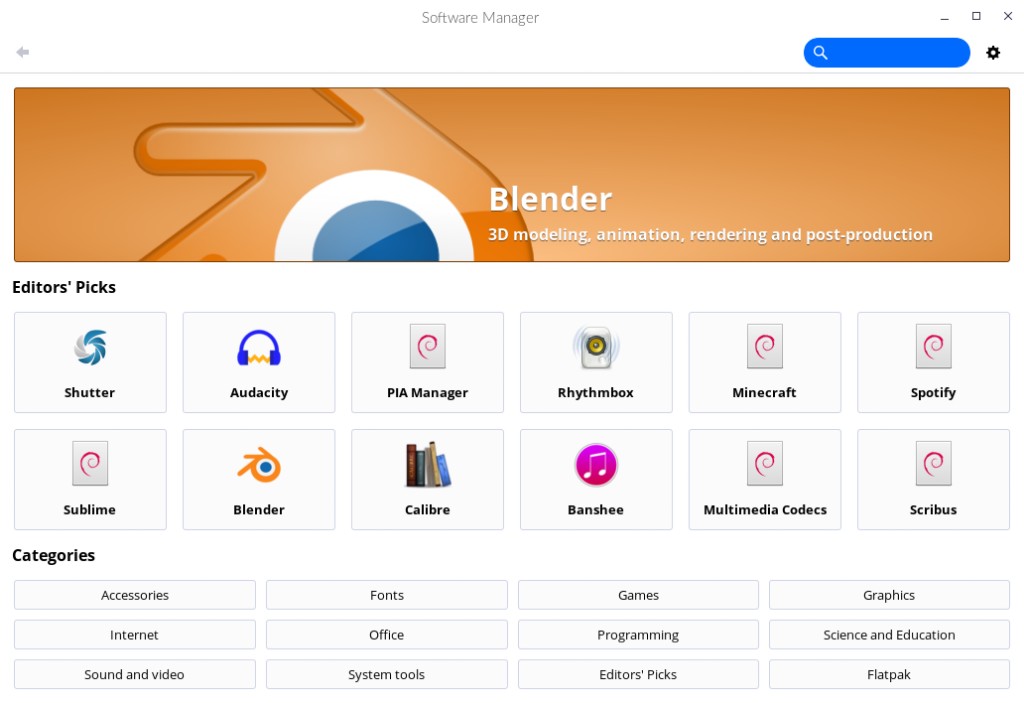 Software Manager
Blender
3D modeling, animation, rendering and post-production
Editors' Picks
Shutter
Audacity
PIA Manager
Rhythmbox
Minecraft
Spotify
Sublime
Blender
Calibre
Banshee
Multimedia Codecs
Scribus
Categories
Accessories
Fonts
Games
Graphics
Internet
Office
Programming
Science and Education
Sound and video
System tools
Editors' Picks
Flatpak